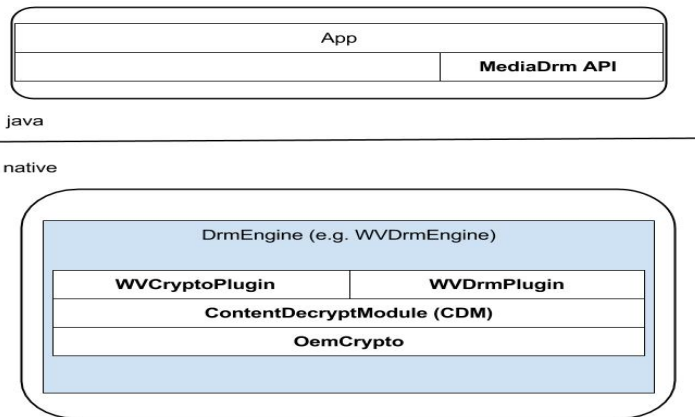 App
MediaDrm API
java
native
DrmEngine (e.g. WVDrmEngine)
WVCryptoPlugin WVDrmPlugin
ContentDecryptModule (CDM)
OemCrypto